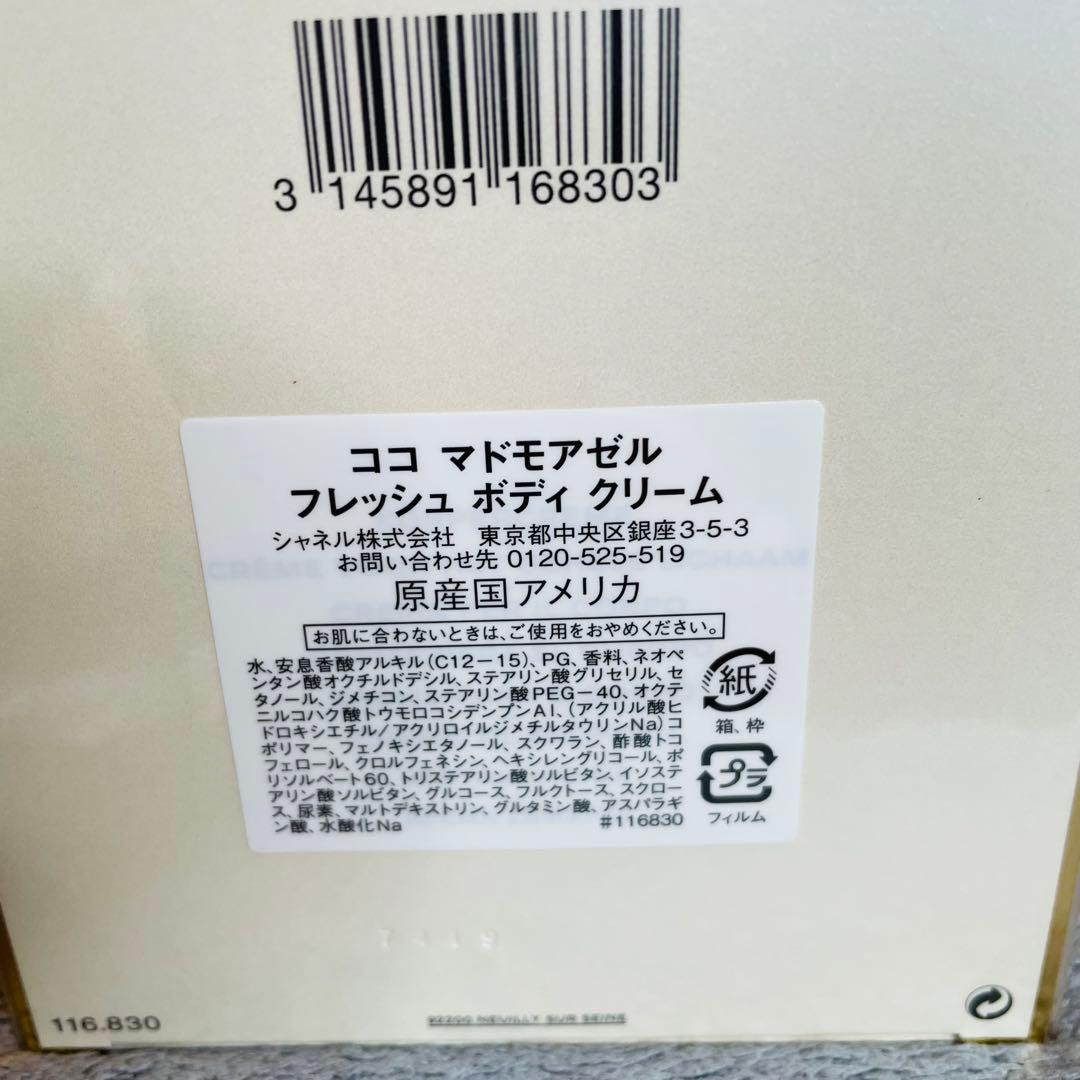 3 145891 168303
ココ マドモアゼル
フレッシュ ボディ クリーム
シャネル株式会社 東京都中央区銀座3-5-3
お問い合わせ先 0120-525-519
原産国アメリカ
お肌に合わないときは、ご使用をおやめください。
水、安息香酸アルキル(C12-15)、PG、香料、ネオペ
ンタン酸オクチルドデシル、ステアリン酸グリセリル、セ
タノール、ジメチコン、ステアリン酸PEG-40、オクテ
ニルコハク酸トウモロコシデンプンAl、(アクリル酸ヒ
ドロキシエチル/アクリロイルジメチルタウリンNa)コ
ポリマー、フェノキシエタノール、スクワラン、酢酸トコ
フェロール、クロルフェネシン、ヘキシレングリコール、ポ
リソルベート60、トリステアリン酸ソルビタン、イソステ
アリン酸ソルビタン、グルコース、フルクトース、スクロー
ス、尿素、マルトデキストリン、グルタミン酸、アスパラギ
ン酸、水酸化Na #116830
紙
箱、枠
プラ
フィルム
116.830
92200 NEUILLY SUR SEINE